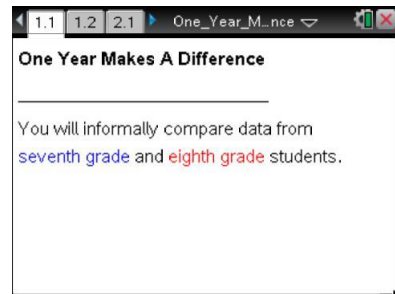 1.1 1.2 2.1 One_Year_M...nce
One Year Makes A Difference
You will informally compare data from
seventh grade and eighth grade students.